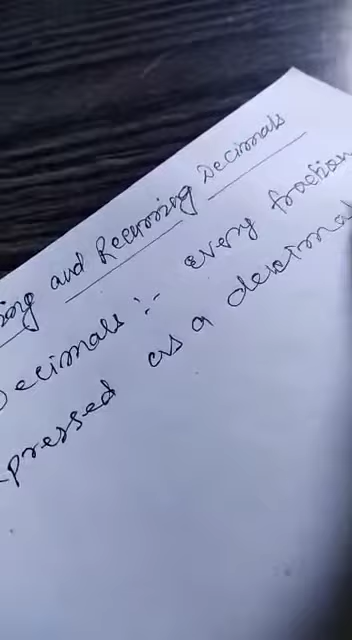 ing and Recurring Decimals
Decimals :- every fraction
pressed as a decimal